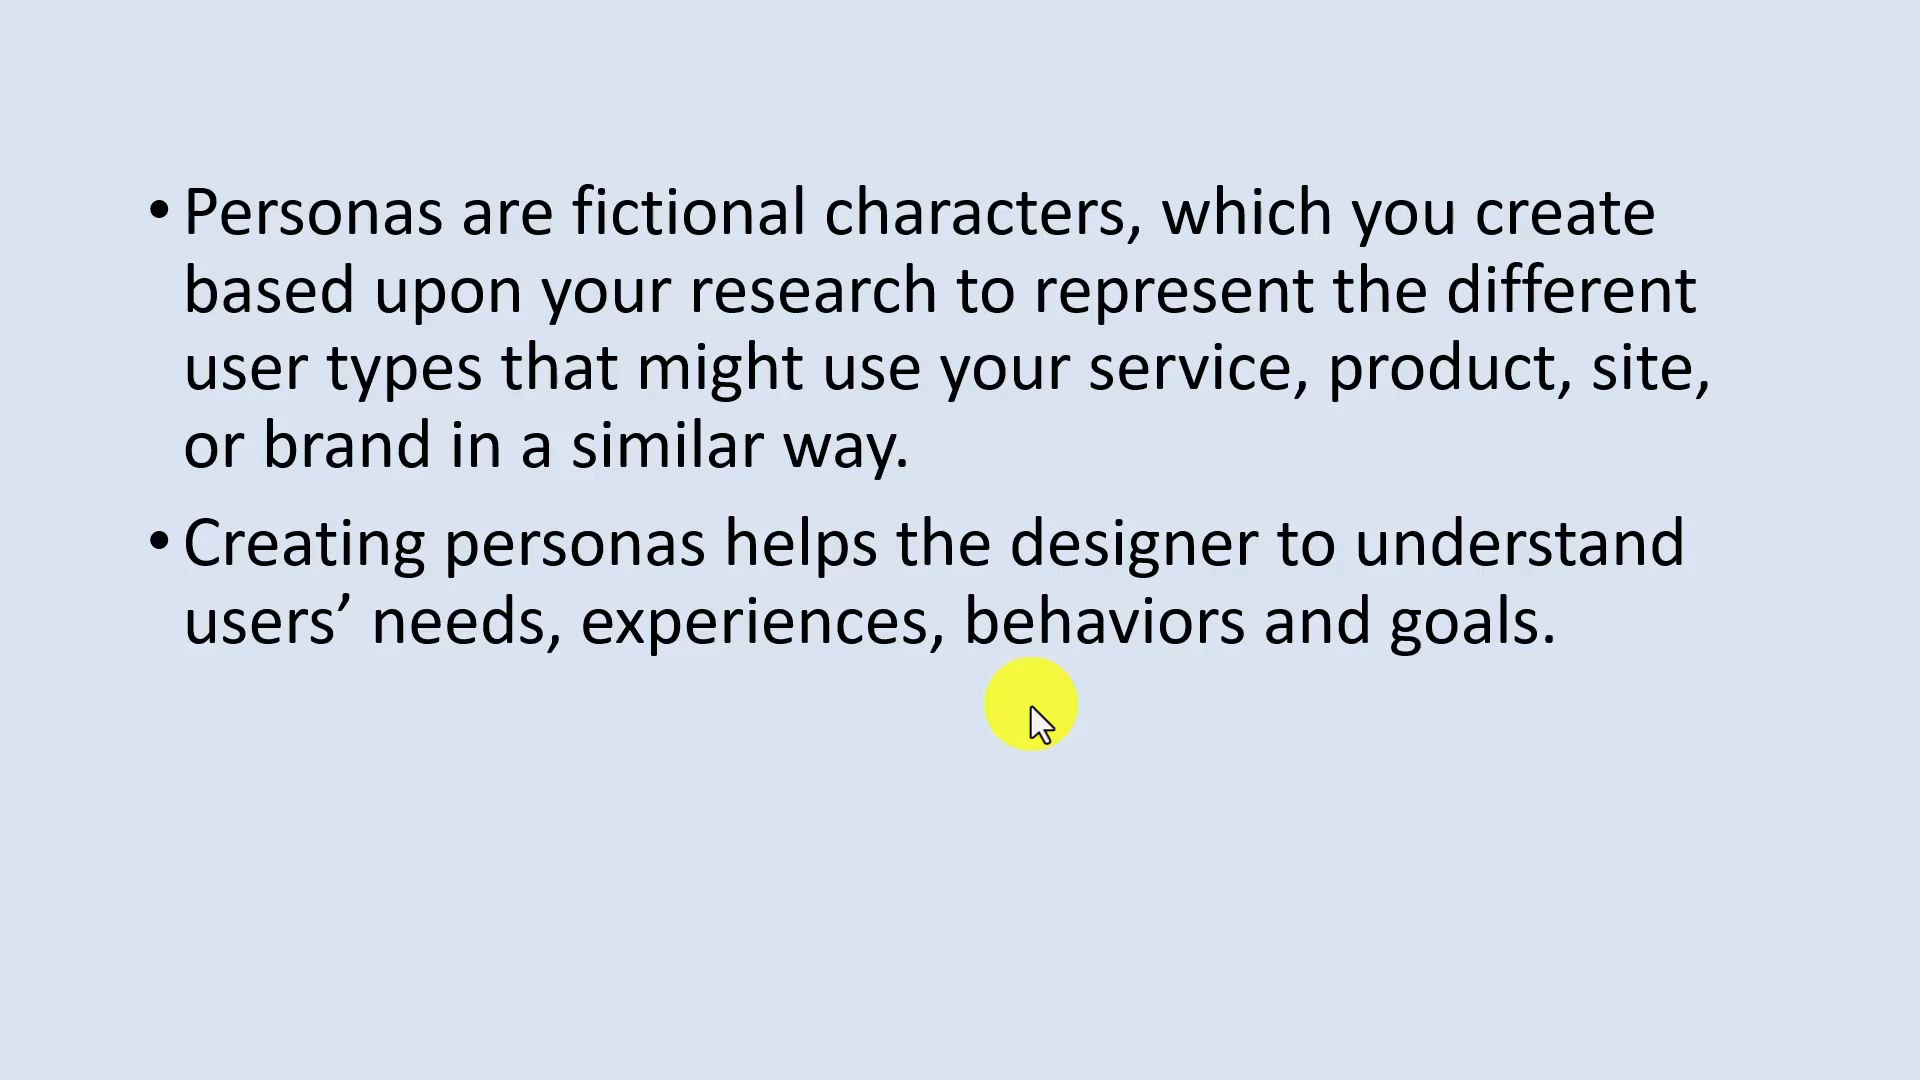 • Personas are fictional characters, which you create
based upon your research to represent the different
user types that might use your service, product, site,
or brand in a similar way.
• Creating personas helps the designer to understand
users’ needs, experiences, behaviors and goals.